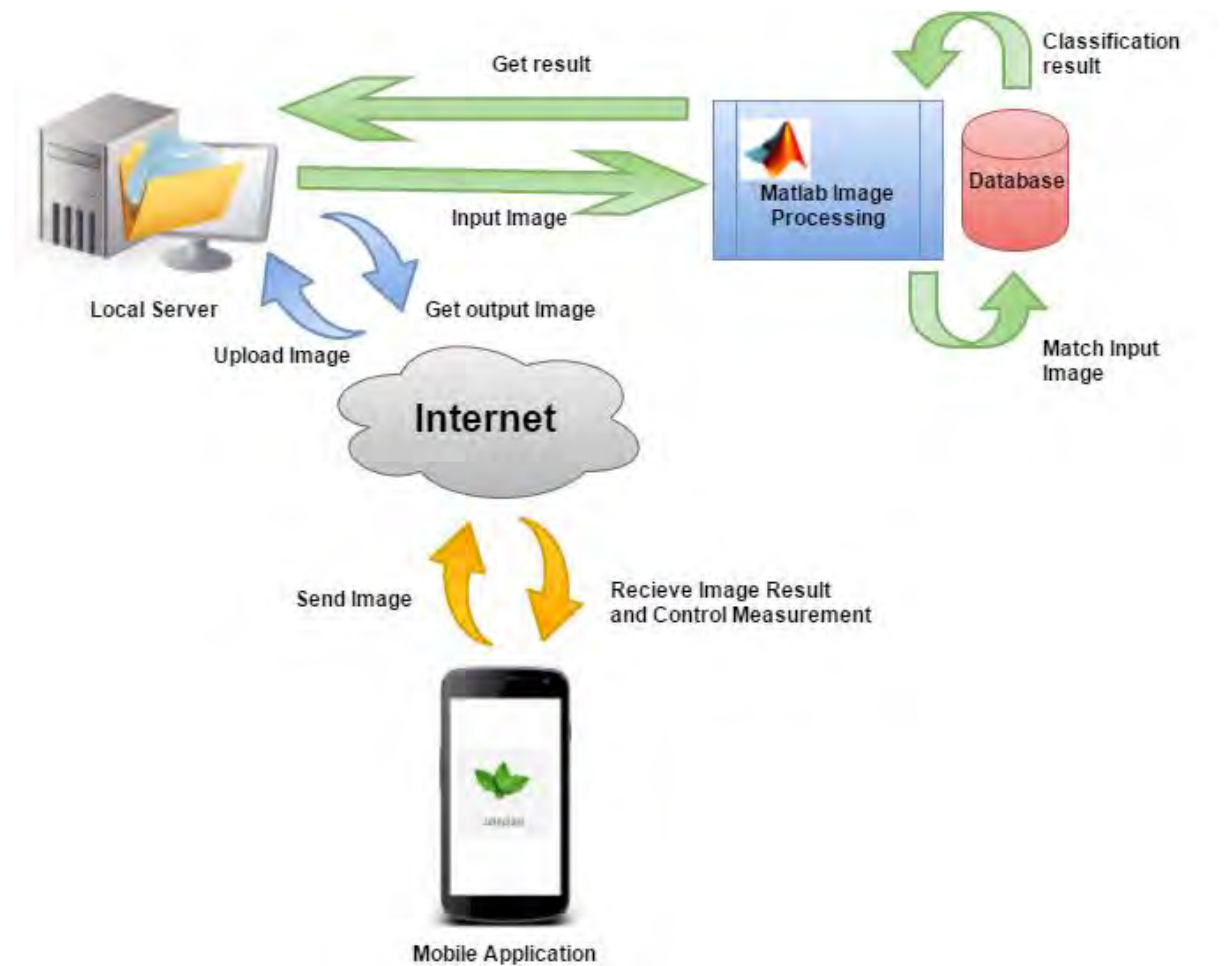 Classification
result
Get result
Matlab Image
Processing
Database
Input Image
Local Server
Get output Image
Upload Image
Match Input
Image
Internet
Send Image
Recieve Image Result
and Control Measurement
Mobile Application